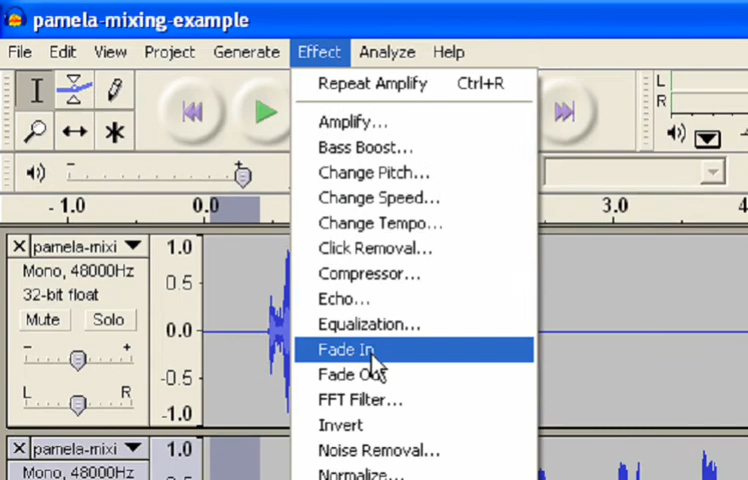 pamela-mixing-example
File Edit View Project Generate Effect Analyze Help
Repeat Amplify Ctrl+R
L
R
Amplify...
Bass Boost...
Change Pitch...
- +
Change Speed...
- 1.0 0.0 3.0 4
Change Tempo...
pamela-mixi 1.0
Click Removal...
Mono, 48000Hz
Compressor...
32-bit float 0.5
Echo...
Mute Solo
Equalization...
0.0
- +
Fade In
Fade Out
-0.5
L R
FFT Filter...
-1.0
Invert
pamela-mixi 1.0
Noise Removal...
Mono, 48000Hz
Normalize...
0.5